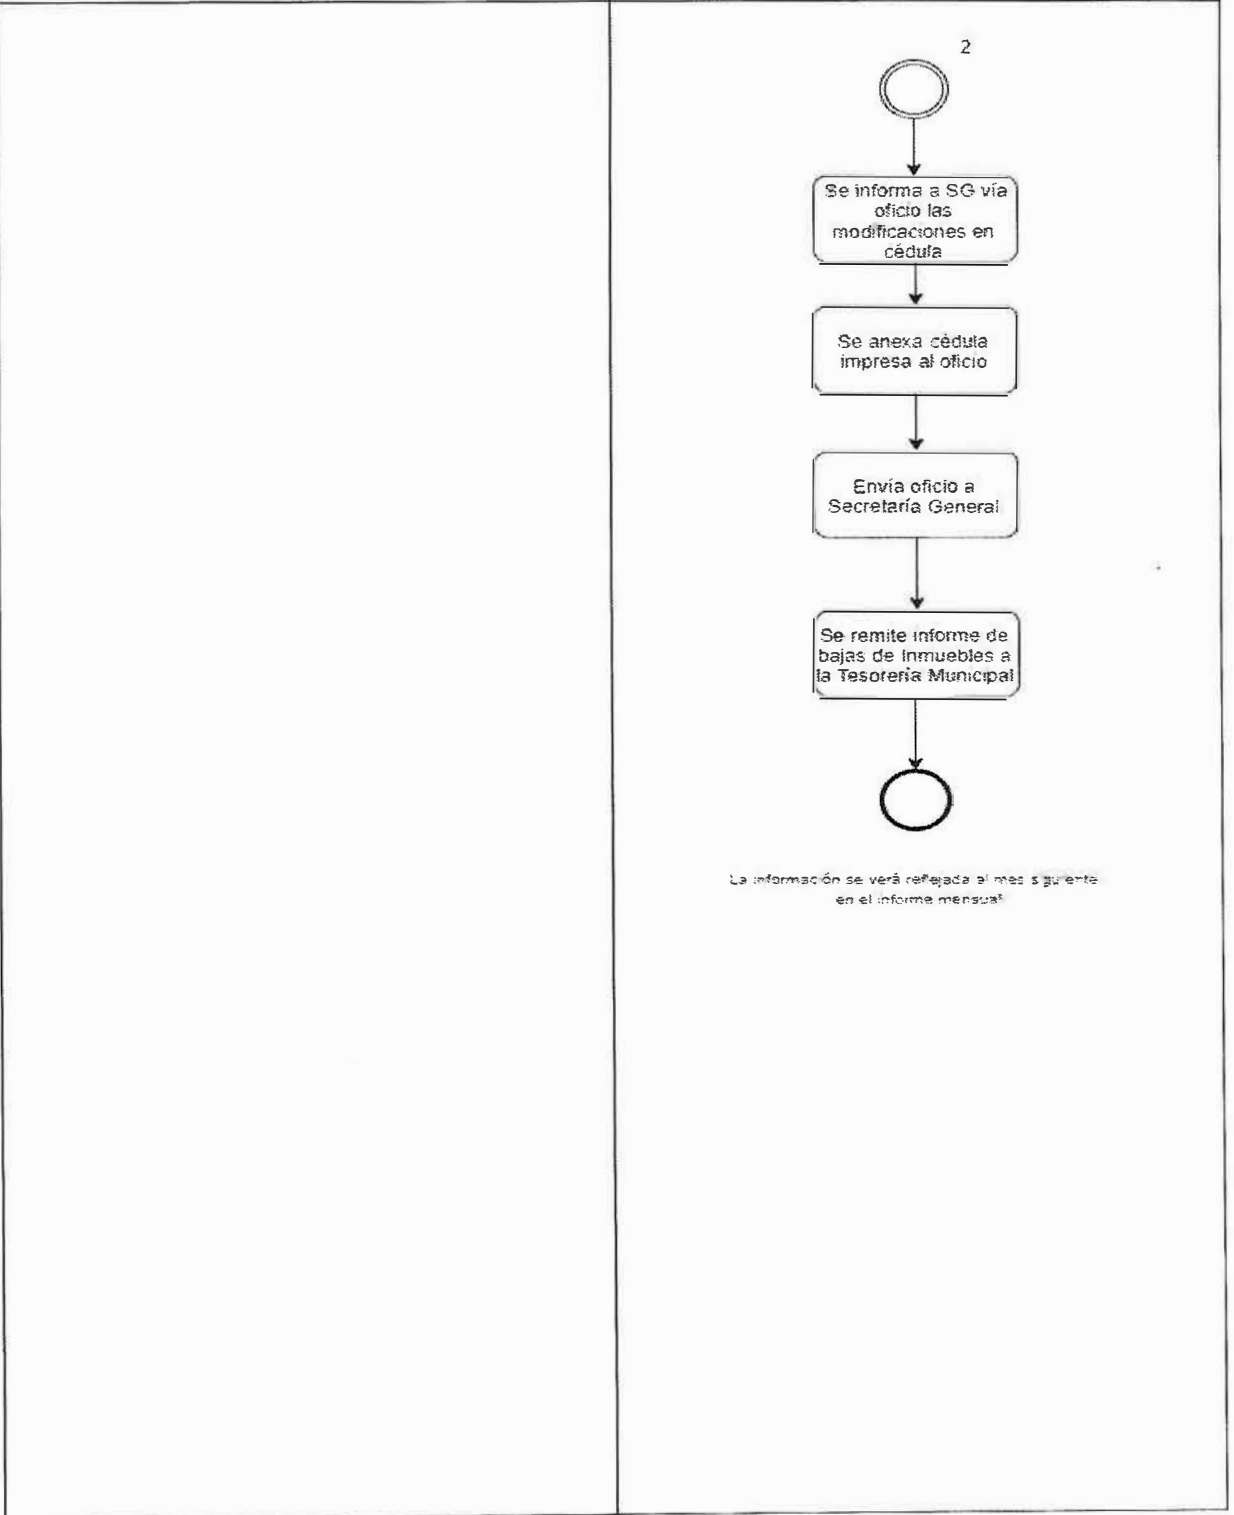 2
Se informa a SG vía
oficio las
modificaciones en
cédula
Se anexa cédula
impresa al oficio
Envía oficio a
Secretaría General
Se remite informe de
bajas de Inmuebles a
la Tesorería Municipal
La información se verá reflejada al mes siguiente
en el informe mensual